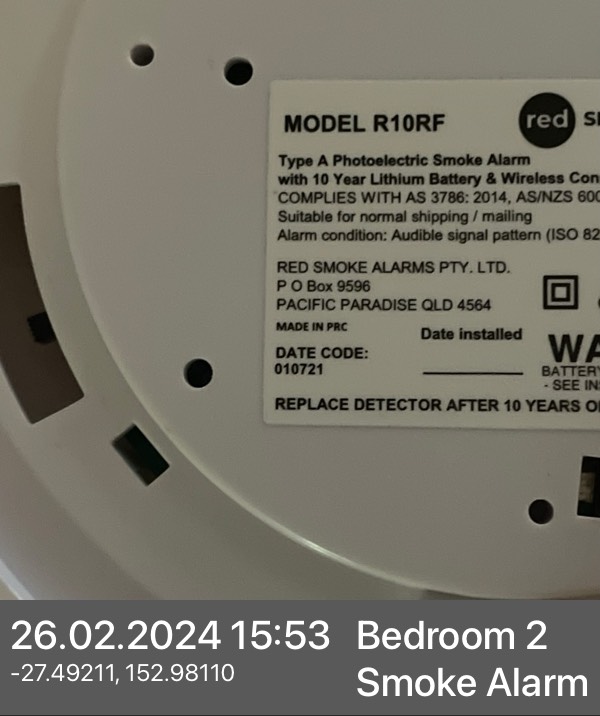 MODEL R10RF
red
Type A Photoelectric Smoke Alarm
with 10 Year Lithium Battery & Wireless
COMPLIES WITH AS 3786: 2014, AS/NZS
Suitable for normal shipping / mailing
Alarm condition: Audible signal pattern (ISO
RED SMOKE ALARMS PTY. LTD.
P O Box 9596
PACIFIC PARADISE QLD 4564
MADE IN PRC
Date installed
DATE CODE:
010721
BATTERY
- SEE
REPLACE DETECTOR AFTER 10 YEARS
26.02.2024 15:53
-27.49211, 152.98110
Bedroom 2
Smoke Alarm